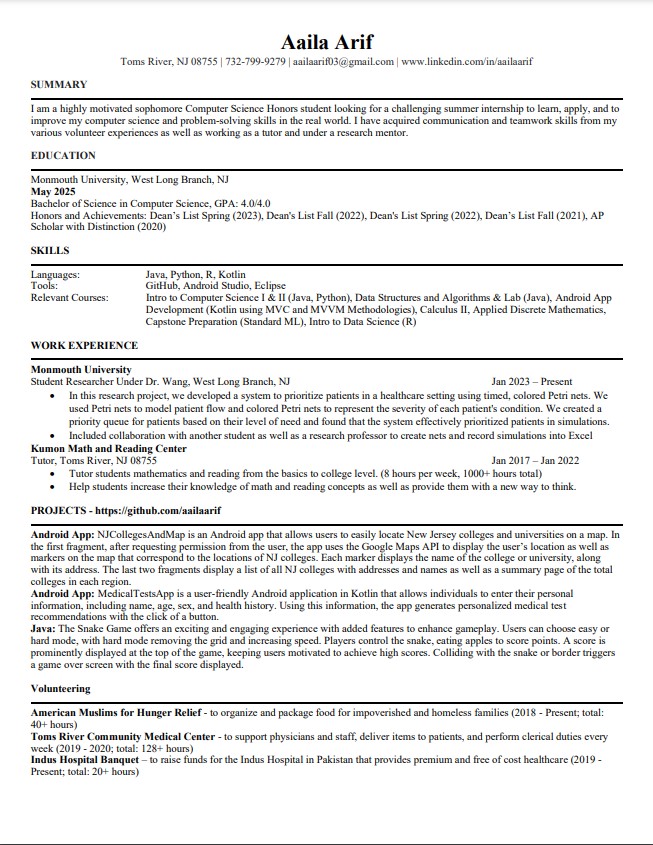 Aaila Arif
Toms River, NJ 08755 | 732-799-9279 | aailaarif03@gmail.com | www.linkedin.com/in/aailaarif
SUMMARY
I am a highly motivated sophomore Computer Science Honors student looking for a challenging summer internship to learn, apply, and to
improve my computer science and problem-solving skills in the real world. I have acquired communication and teamwork skills from my
various volunteer experiences as well as working as a tutor and under a research mentor.
EDUCATION
Monmouth University, West Long Branch, NJ
May 2025
Bachelor of Science in Computer Science, GPA: 4.0/4.0
Honors and Achievements: Dean’s List Spring (2023), Dean's List Fall (2022), Dean's List Spring (2022), Dean’s List Fall (2021), AP
Scholar with Distinction (2020)
SKILLS
Languages: Java, Python, R, Kotlin
Tools: GitHub, Android Studio, Eclipse
Relevant Courses: Intro to Computer Science I & II (Java, Python), Data Structures and Algorithms & Lab (Java), Android App
Development (Kotlin using MVC and MVVM Methodologies), Calculus II, Applied Discrete Mathematics,
Capstone Preparation (Standard ML), Intro to Data Science (R)
WORK EXPERIENCE
Monmouth University
Student Researcher Under Dr. Wang, West Long Branch, NJ Jan 2023 – Present
• In this research project, we developed a system to prioritize patients in a healthcare setting using timed, colored Petri nets. We
used Petri nets to model patient flow and colored Petri nets to represent the severity of each patient's condition. We created a
priority queue for patients based on their level of need and found that the system effectively prioritized patients in simulations.
• Included collaboration with another student as well as a research professor to create nets and record simulations into Excel
Kumon Math and Reading Center
Tutor, Toms River, NJ 08755 Jan 2017 – Jan 2022
• Tutor students mathematics and reading from the basics to college level. (8 hours per week, 1000+ hours total)
• Help students increase their knowledge of math and reading concepts as well as provide them with a new way to think.
PROJECTS - https://github.com/aailaarif
Android App: NJCollegesAndMap is an Android app that allows users to easily locate New Jersey colleges and universities on a map. In
the first fragment, after requesting permission from the user, the app uses the Google Maps API to display the user’s location as well as
markers on the map that correspond to the locations of NJ colleges. Each marker displays the name of the college or university, along
with its address. The last two fragments display a list of all NJ colleges with addresses and names as well as a summary page of the total
colleges in each region.
Android App: MedicalTestsApp is a user-friendly Android application in Kotlin that allows individuals to enter their personal
information, including name, age, sex, and health history. Using this information, the app generates personalized medical test
recommendations with the click of a button.
Java: The Snake Game offers an exciting and engaging experience with added features to enhance gameplay. Users can choose easy or
hard mode, with hard mode removing the grid and increasing speed. Players control the snake, eating apples to score points. A score is
prominently displayed at the top of the game, keeping users motivated to achieve high scores. Colliding with the snake or border triggers
a game over screen with the final score displayed.
Volunteering
American Muslims for Hunger Relief - to organize and package food for impoverished and homeless families (2018 - Present; total:
40+ hours)
Toms River Community Medical Center - to support physicians and staff, deliver items to patients, and perform clerical duties every
week (2019 - 2020; total: 128+ hours)
Indus Hospital Banquet – to raise funds for the Indus Hospital in Pakistan that provides premium and free of cost healthcare (2019 -
Present; total: 20+ hours)